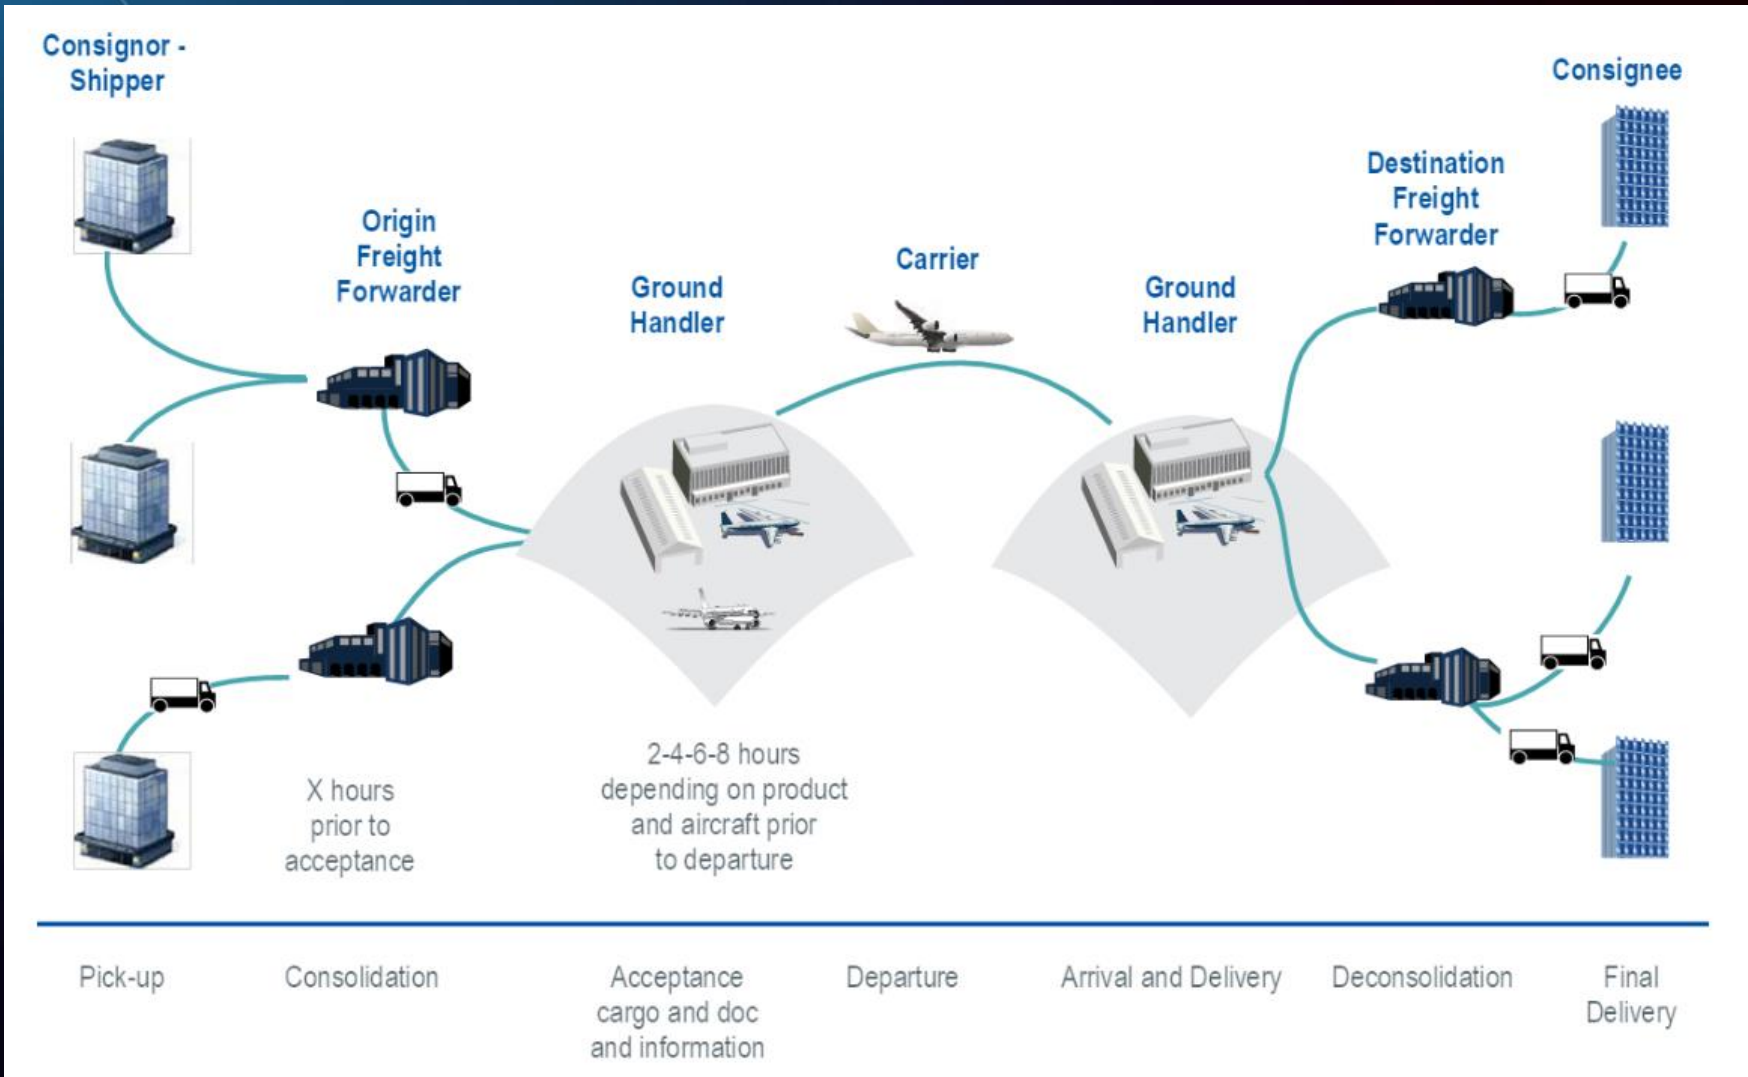 Consignor -
Shipper
Consignee
Destination
Freight
Forwarder
Origin
Freight
Forwarder
Carrier
Ground
Handler
Ground
Handler
X hours
prior to
acceptance
2-4-6-8 hours
depending on product
and aircraft prior
to departure
Pick-up
Consolidation
Acceptance
cargo and doc
and information
Departure
Arrival and Delivery
Deconsolidation
Final
Delivery